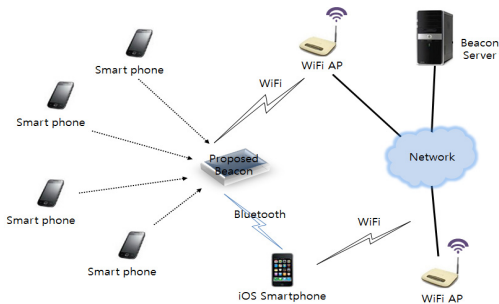 Smart phone
Smart phone
Smart phone
Smart phone
WiFi
WiFi AP
Beacon
Server
Proposed
Beacon
Network
Bluetooth
WiFi
iOS Smartphone
WiFi AP